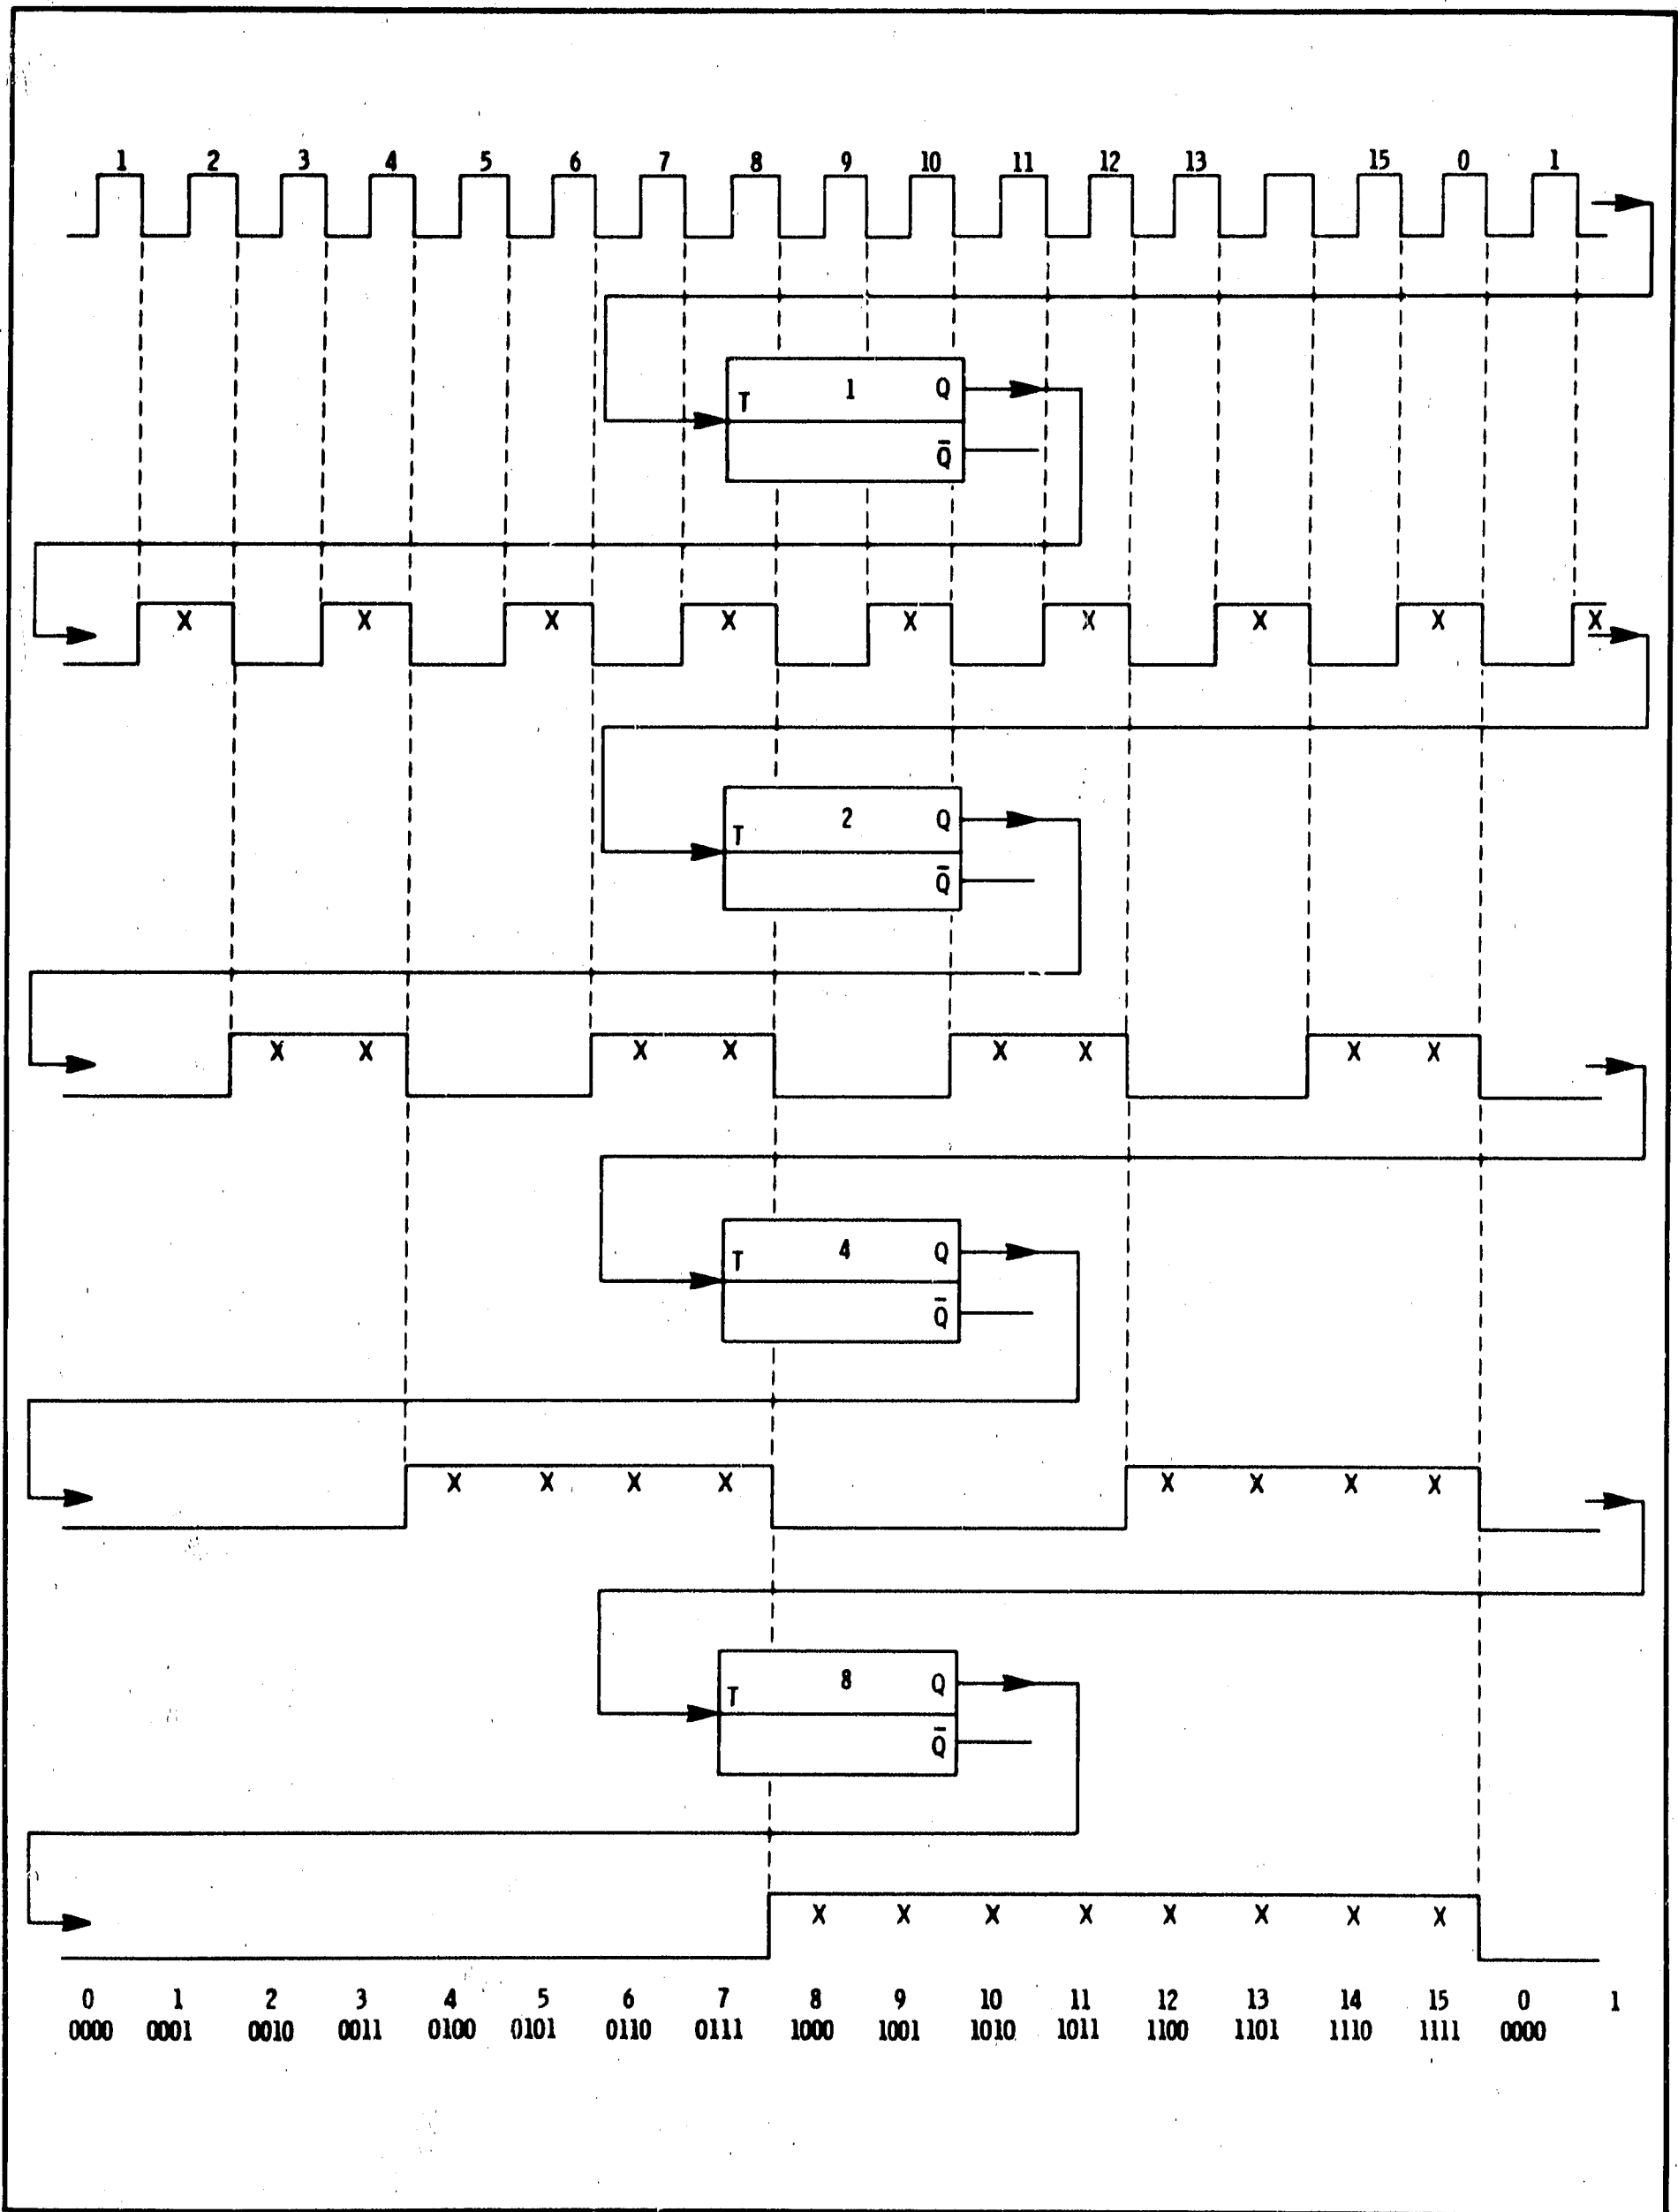 1 2 3 4 5 6 7 8 9 10 11 12 13 15 0 1
1 Q
T
Q̄
X X X X X X X X X
2 Q
T
Q̄
X X X X X X X X
4 Q
T
Q̄
X X X X X X X X
8 Q
T
Q̄
X X X X X X X X
0 1 2 3 4 5 6 7 8 9 10 11 12 13 14 15 0 1
0000 0001 0010 0011 0100 0101 0110 0111 1000 1001 1010 1011 1100 1101 1110 1111 0000